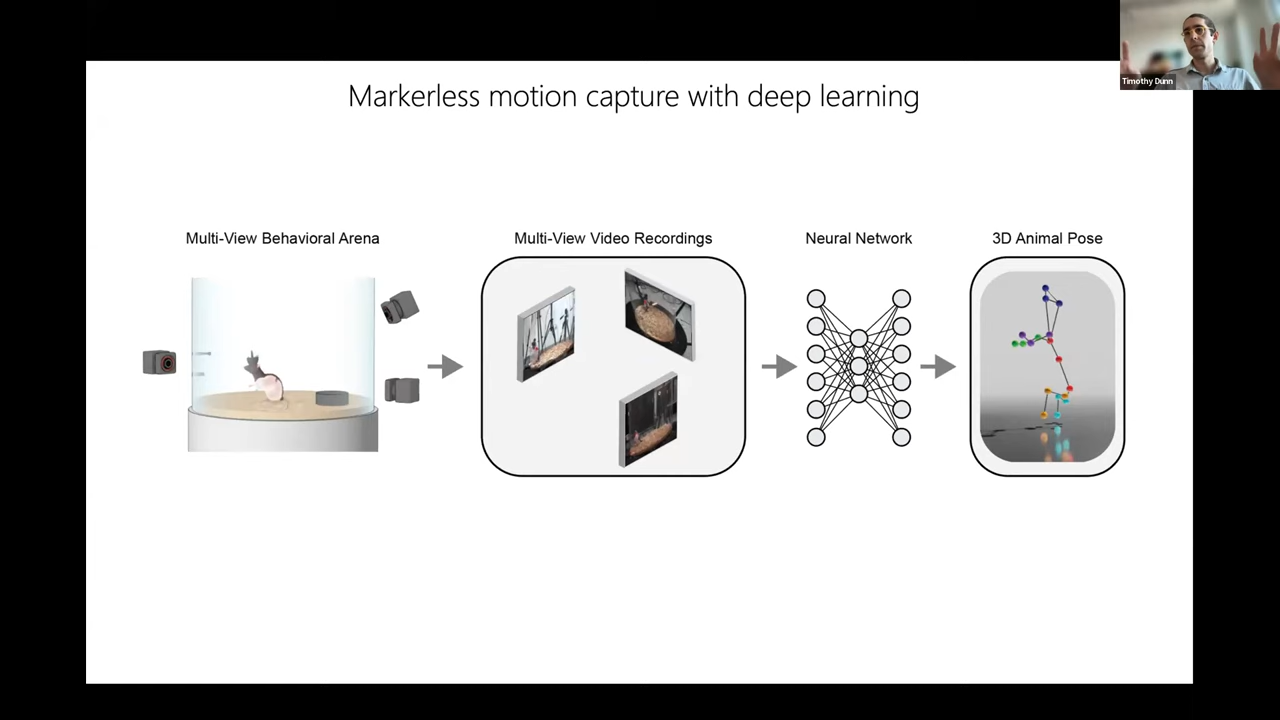 Timothy Dunn
Markerless motion capture with deep learning
Multi-View Behavioral Arena
Multi-View Video Recordings
Neural Network
3D Animal Pose